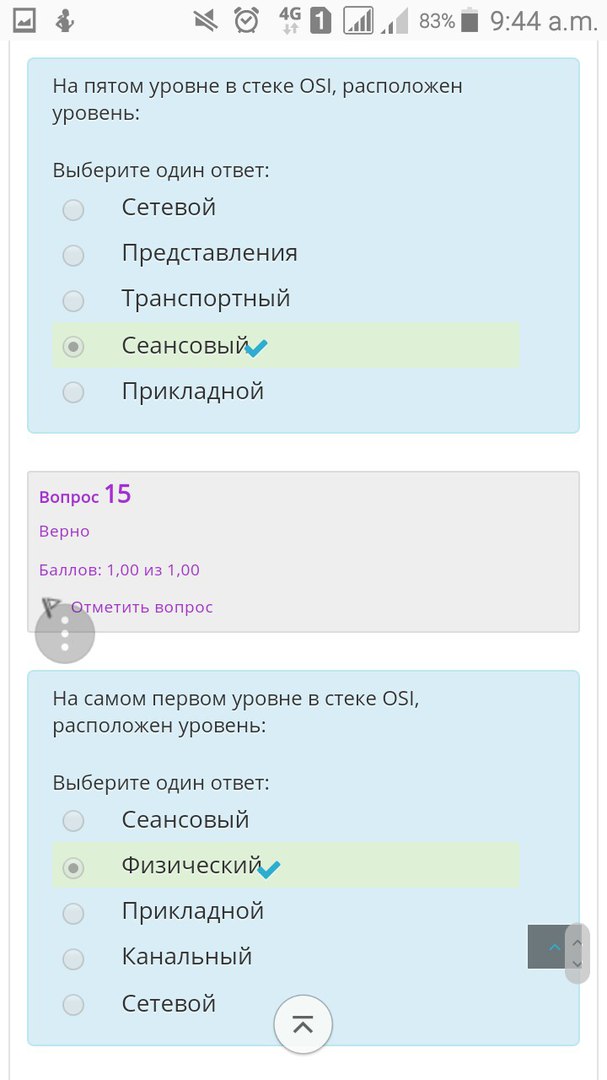 4G 1 83% 9:44 a.m.
На пятом уровне в стеке OSI, расположен
уровень:
Выберите один ответ:
Сетевой
Представления
Транспортный
Сеансовый
Прикладной
Вопрос 15
Верно
Баллов: 1,00 из 1,00
Отметить вопрос
На самом первом уровне в стеке OSI,
расположен уровень:
Выберите один ответ:
Сеансовый
Физический
Прикладной
Канальный
Сетевой